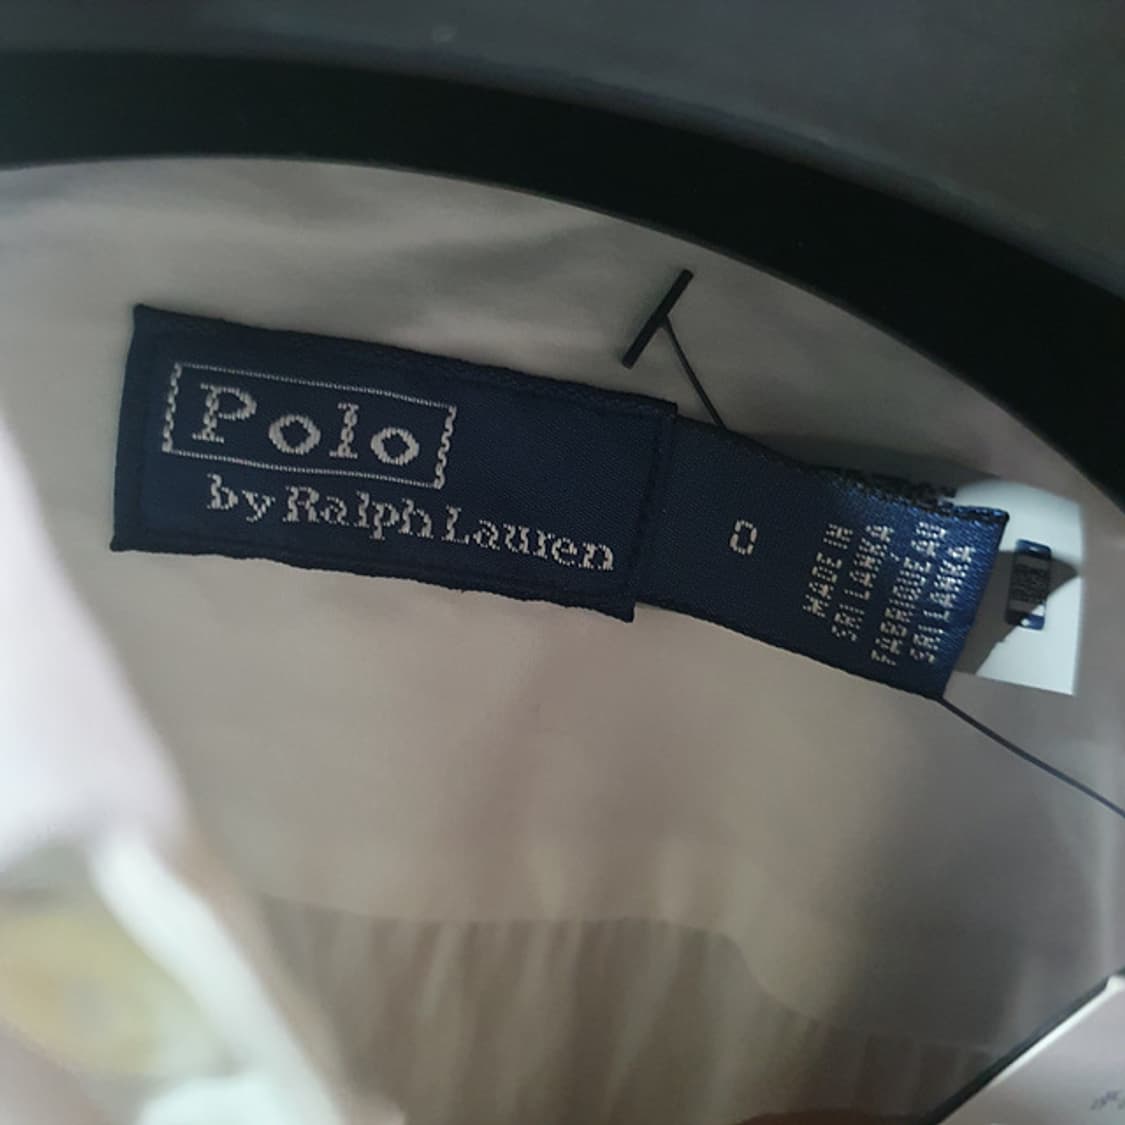 Polo
by Ralph Lauren
0
MADE IN
SRI LANKA
FABRIQUE AU
SRI LANKA